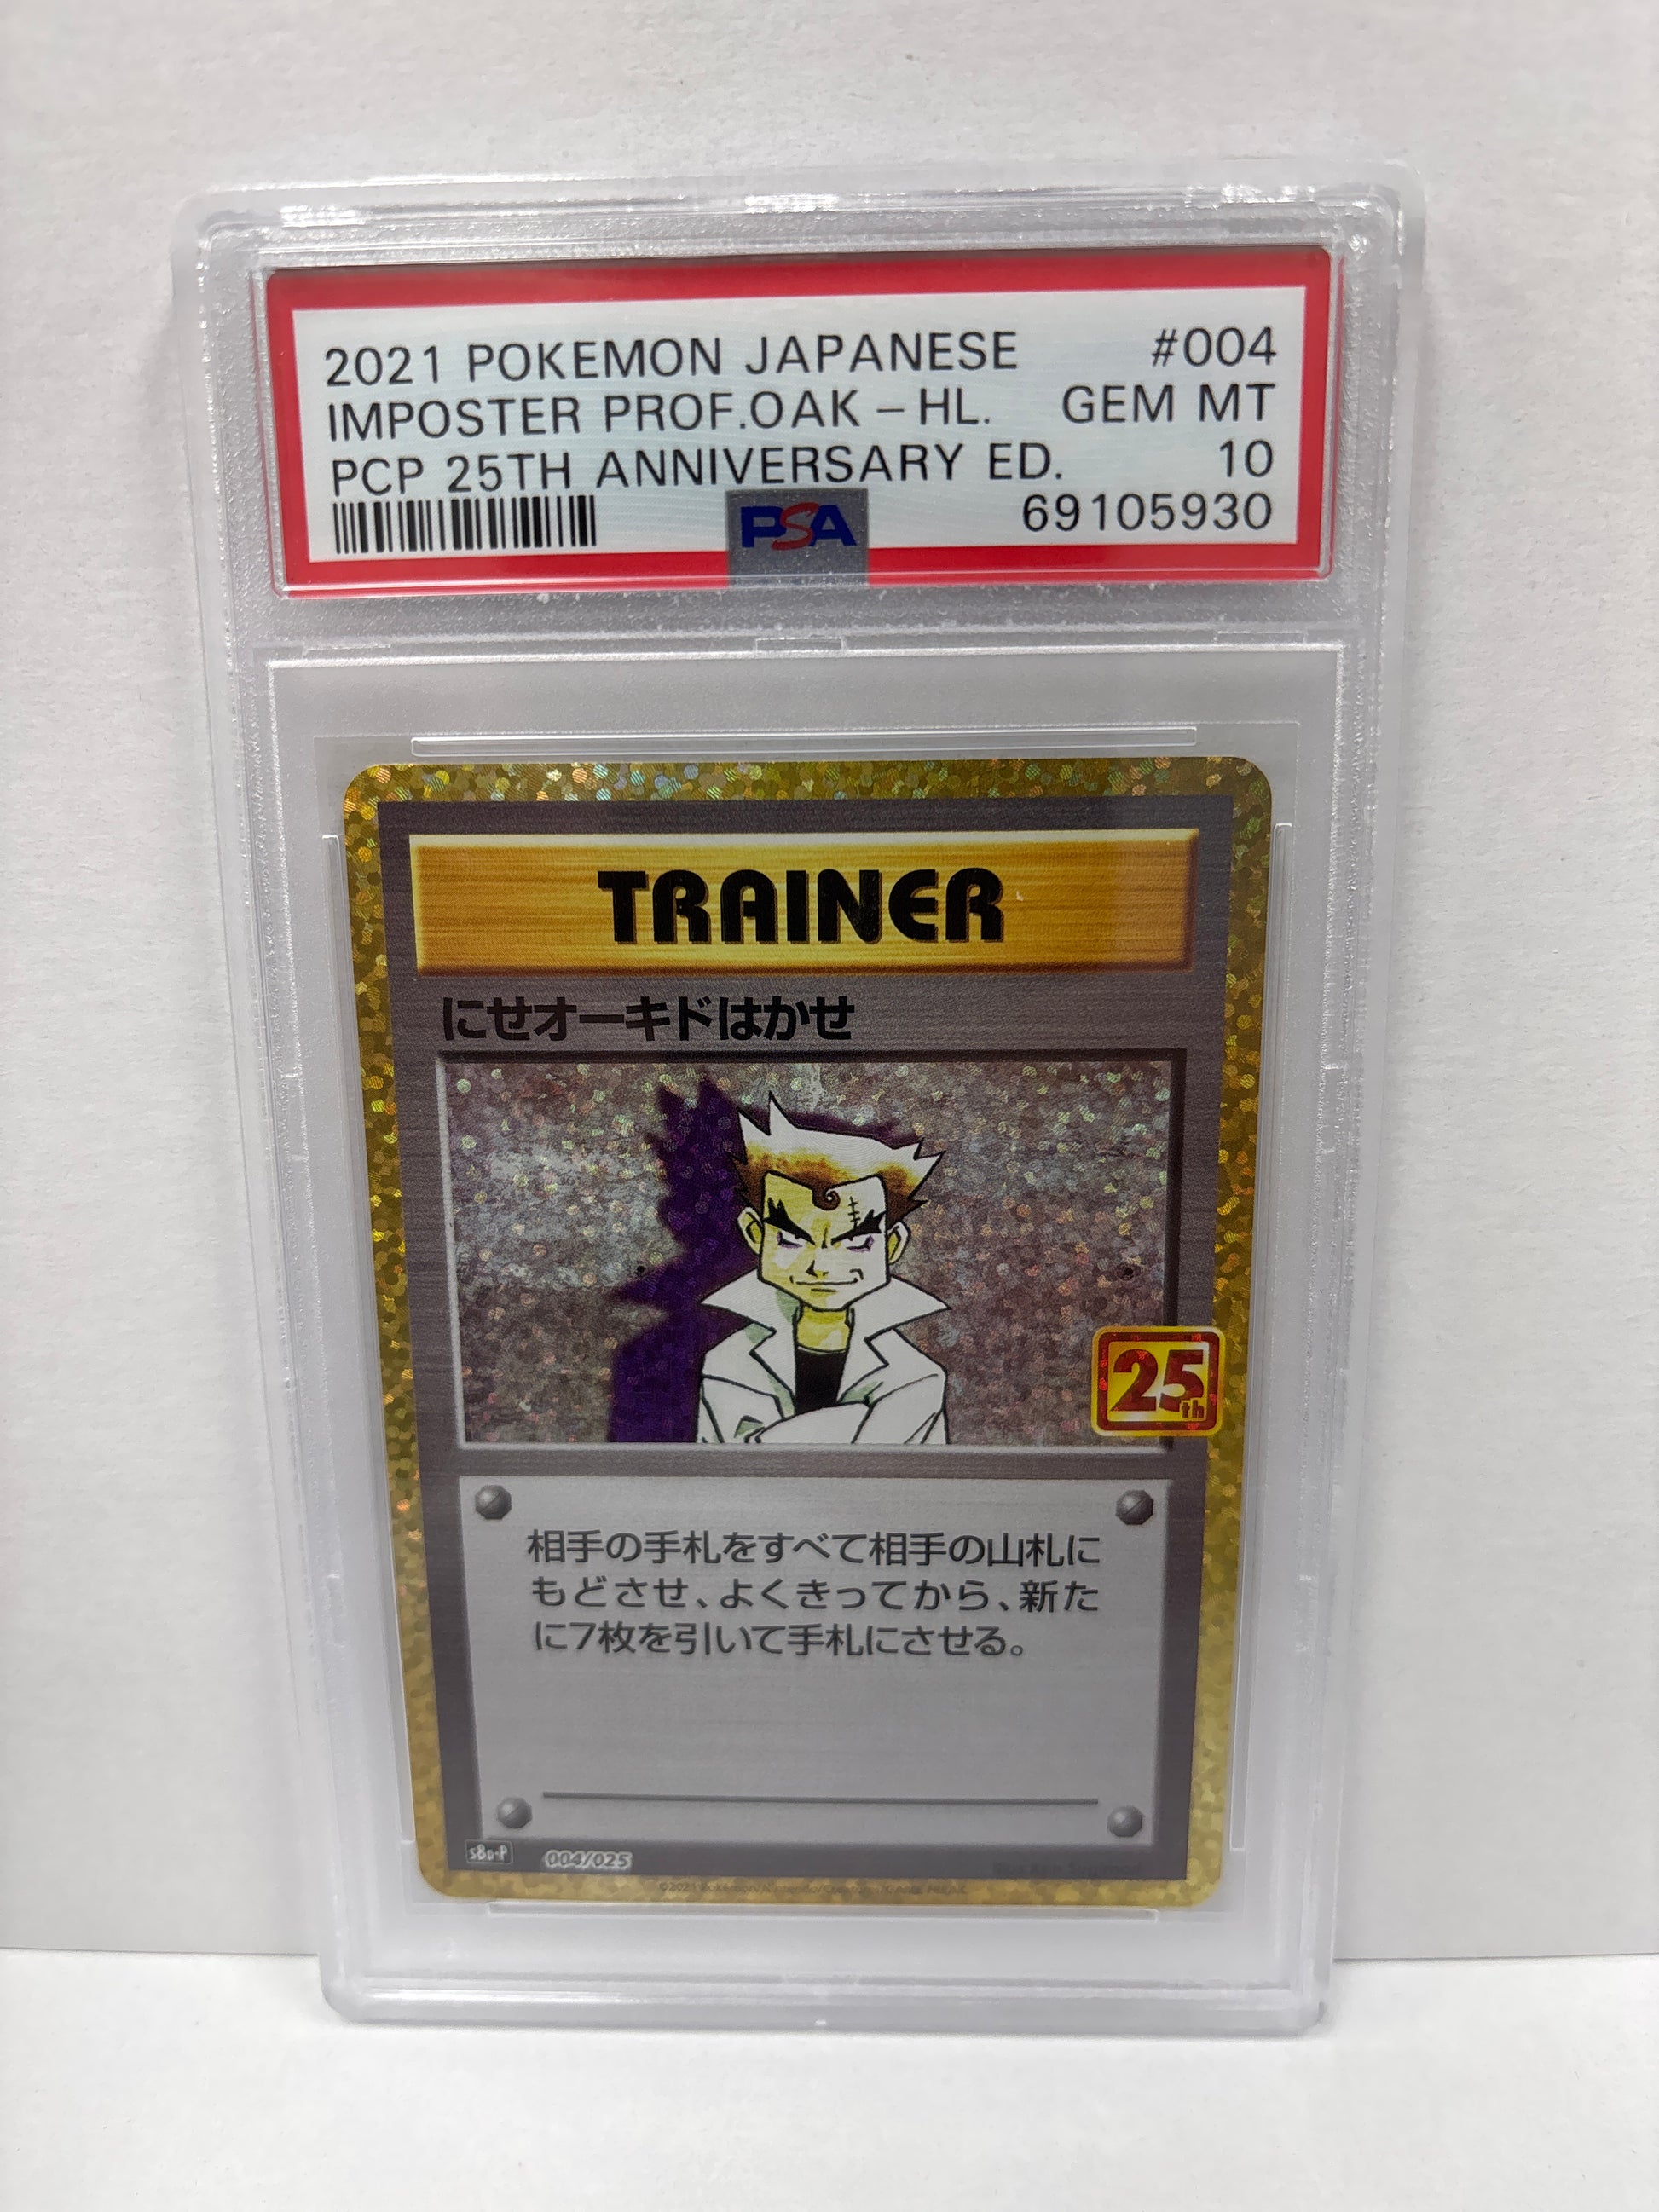 2021 POKEMON JAPANESE #004
IMPOSTER PROF.OAK – HL. GEM MT
PCP 25TH ANNIVERSARY ED. 10
PSA 69105930
TRAINER
にせオーキドはかせ
25th
相手の手札をすべて相手の山札に
もどさせ、よくきってから、新た
に7枚を引いて手札にさせる。
s8a-P 004/025